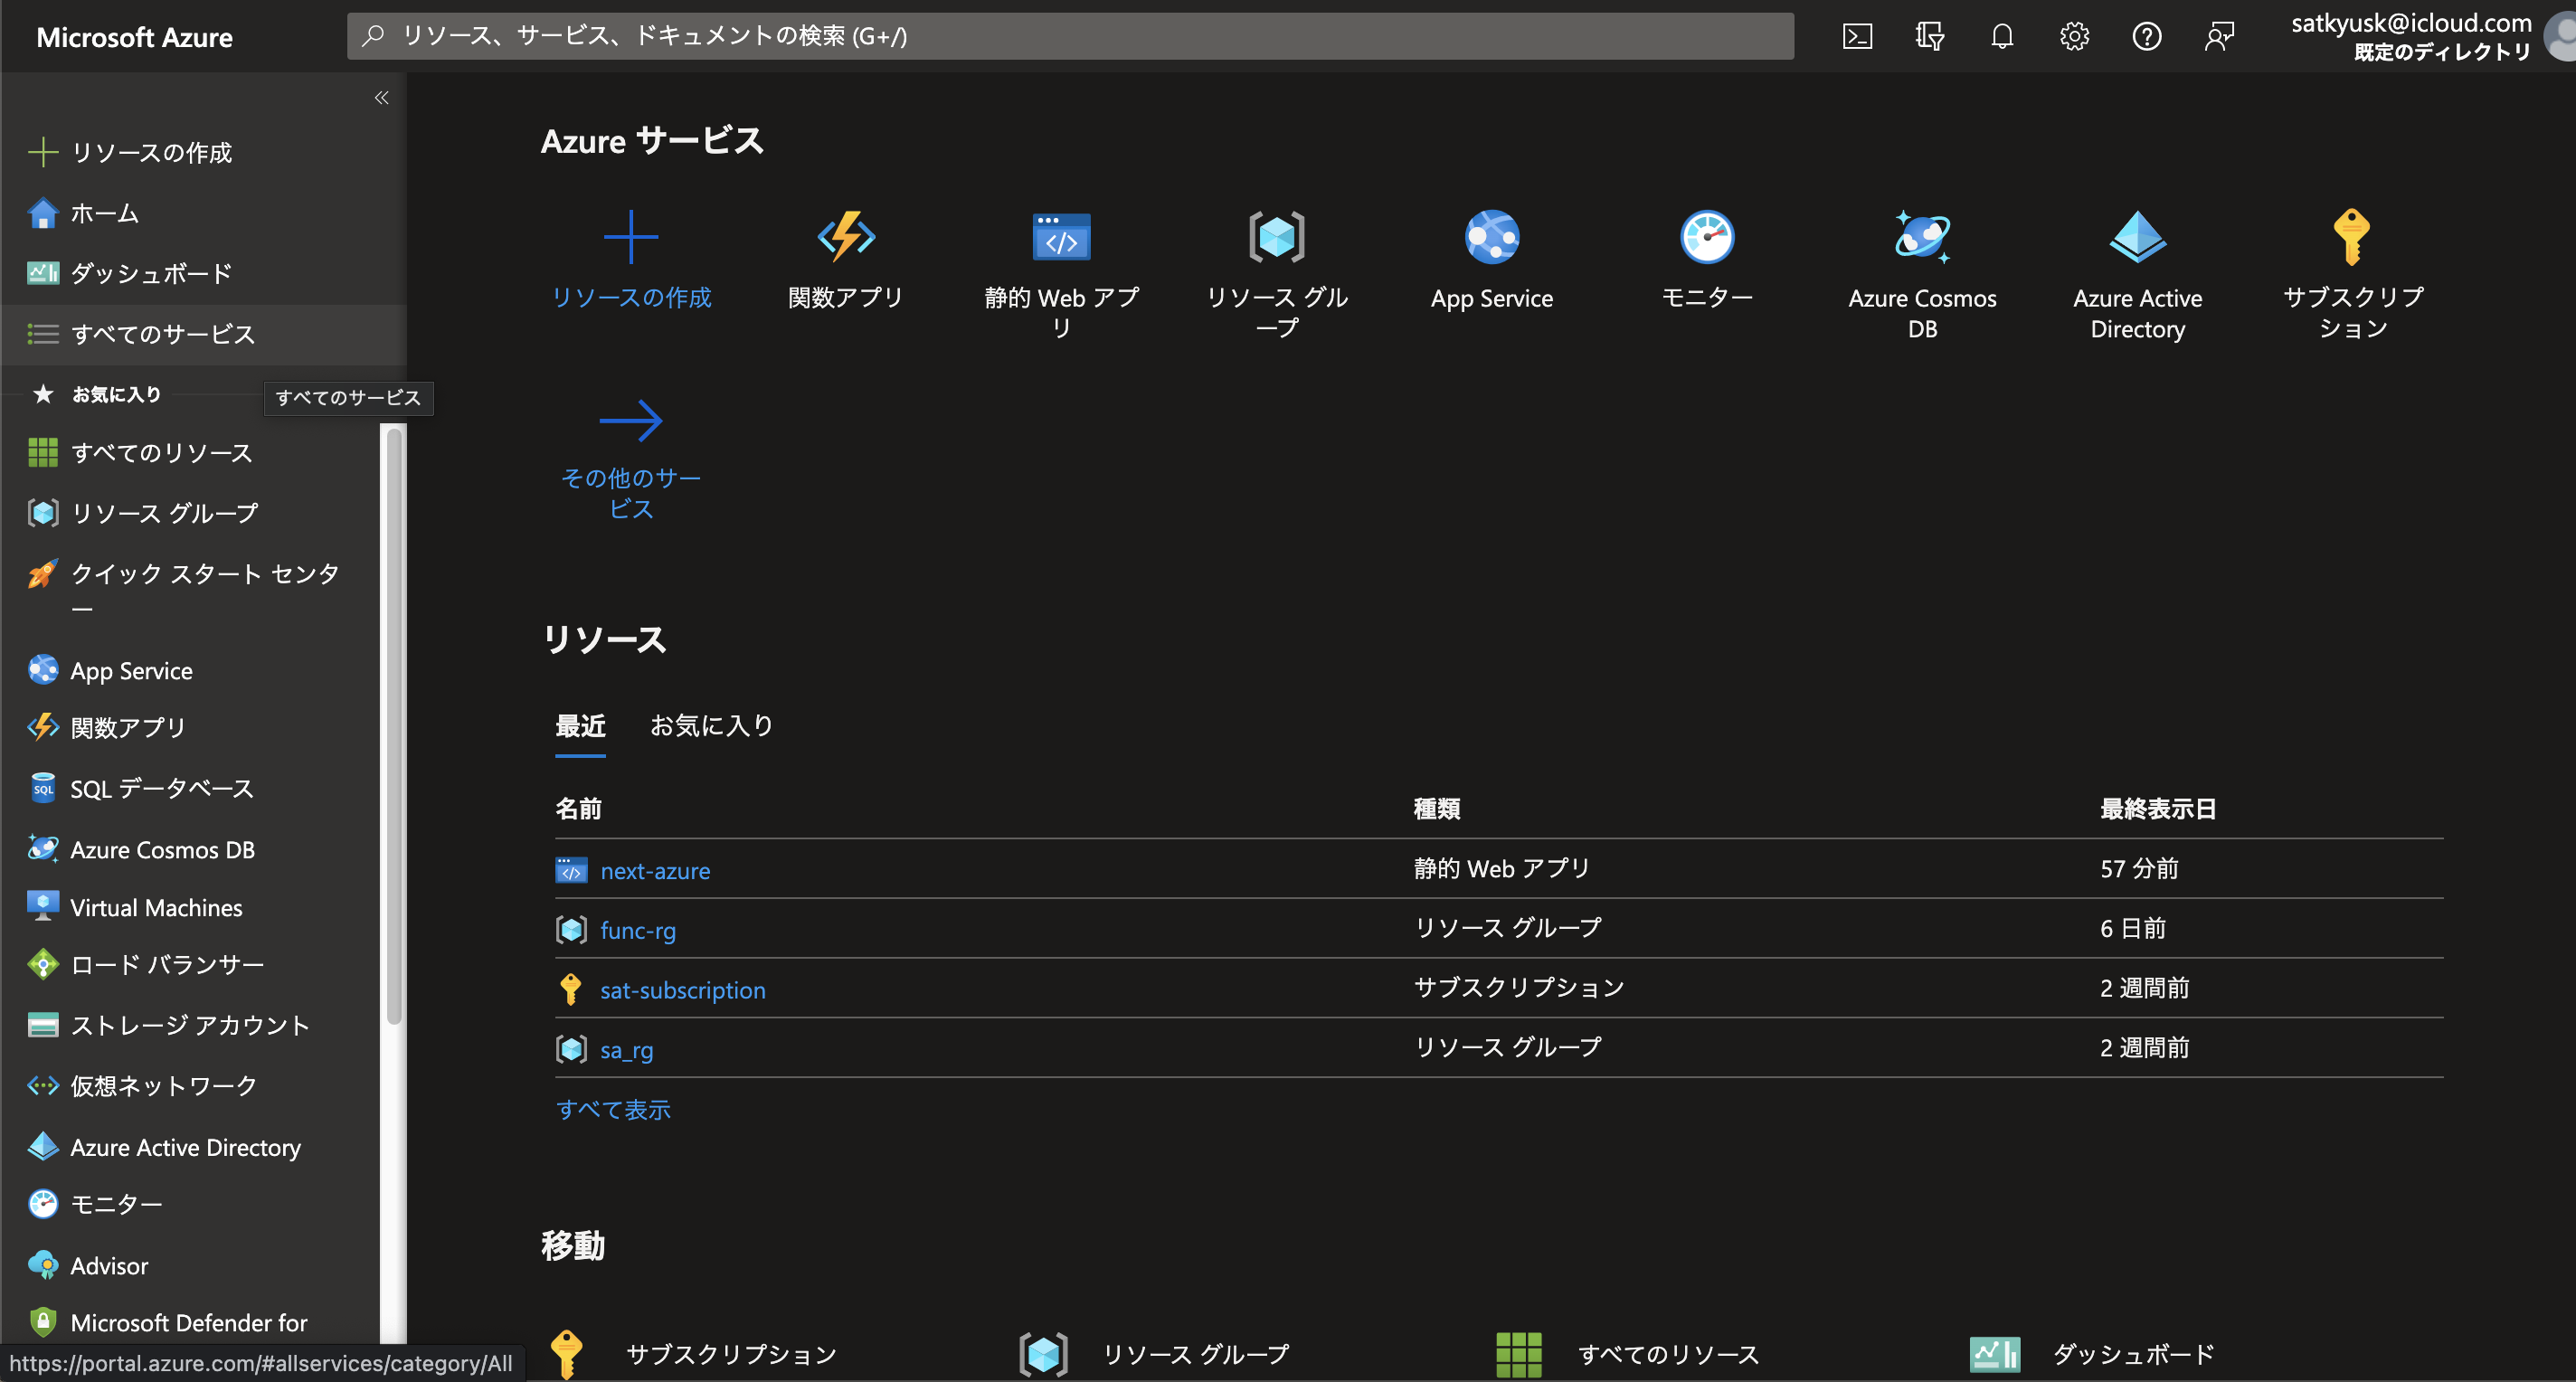 Microsoft Azure
リソース、サービス、ドキュメントの検索 (G+/)
satkyusk@icloud.com
既定のディレクトリ
リソースの作成
ホーム
ダッシュボード
すべてのサービス
お気に入り
すべてのサービス
すべてのリソース
リソース グループ
クイック スタート センタ
ー
App Service
関数アプリ
SQL
SQL データベース
Azure Cosmos DB
Virtual Machines
ロード バランサー
ストレージ アカウント
仮想ネットワーク
Azure Active Directory
モニター
Advisor
Microsoft Defender for
https://portal.azure.com/#allservices/category/All
Azure サービス
リソースの作成
関数アプリ
静的 Web アプ
リ
リソース グル
ープ
App Service
モニター
Azure Cosmos
DB
Azure Active
Directory
サブスクリプ
ション
その他のサー
ビス
リソース
最近 お気に入り
名前 種類 最終表示日
next-azure 静的 Web アプリ 57 分前
func-rg リソース グループ 6 日前
sat-subscription サブスクリプション 2 週間前
sa_rg リソース グループ 2 週間前
すべて表示
移動
サブスクリプション リソース グループ すべてのリソース ダッシュボード